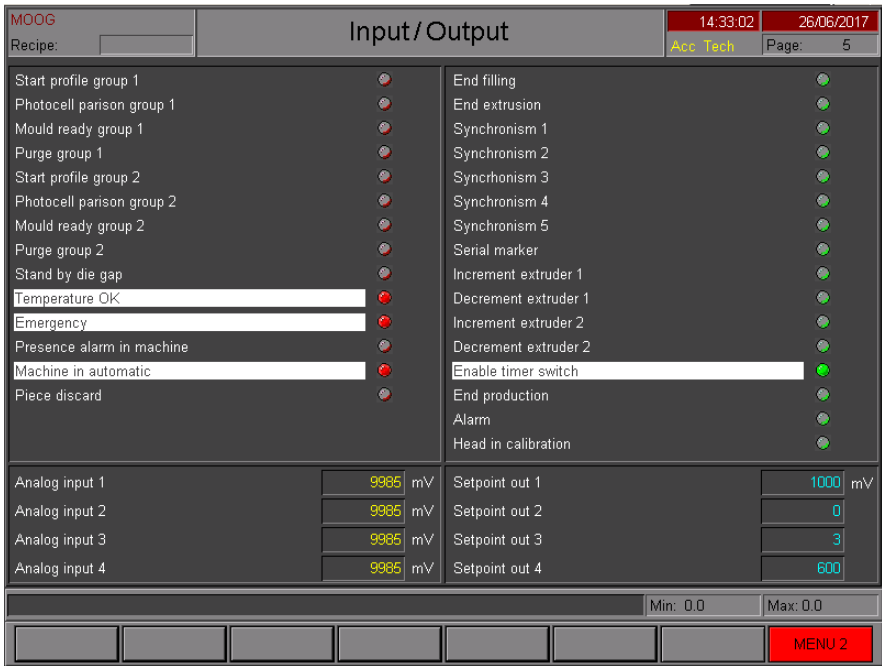 MOOG
Input/Output
14:33:02 26/06/2017
Recipe:
Acc Tech Page: 5
Start profile group 1
Photocell parison group 1
Mould ready group 1
Purge group 1
Start profile group 2
Photocell parison group 2
Mould ready group 2
Purge group 2
Stand by die gap
Temperature OK
Emergency
Presence alarm in machine
Machine in automatic
Piece discard
End filling
End extrusion
Synchronism 1
Synchronism 2
Syncrhonism 3
Synchronism 4
Synchronism 5
Serial marker
Increment extruder 1
Decrement extruder 1
Increment extruder 2
Decrement extruder 2
Enable timer switch
End production
Alarm
Head in calibration
Analog input 1 9985 mV
Analog input 2 9985 mV
Analog input 3 9985 mV
Analog input 4 9985 mV
Setpoint out 1 1000 mV
Setpoint out 2 0
Setpoint out 3 3
Setpoint out 4 600
Min: 0.0 Max: 0.0
MENU 2